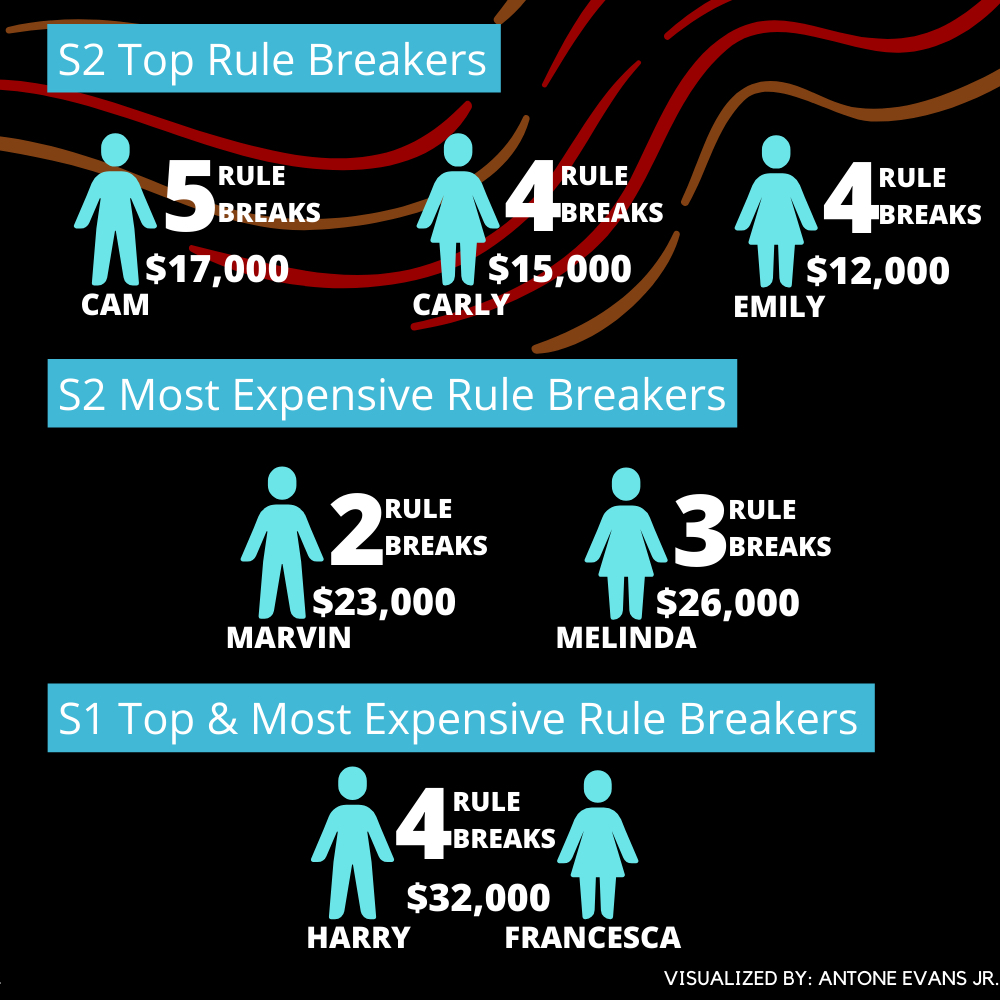 S2 Top Rule Breakers
5 RULE BREAKS
$17,000
CAM
4 RULE BREAKS
$15,000
CARLY
4 RULE BREAKS
$12,000
EMILY
S2 Most Expensive Rule Breakers
2 RULE BREAKS
$23,000
MARVIN
3 RULE BREAKS
$26,000
MELINDA
S1 Top & Most Expensive Rule Breakers
4 RULE BREAKS
$32,000
HARRY
FRANCESCA
VISUALIZED BY: ANTONE EVANS JR.